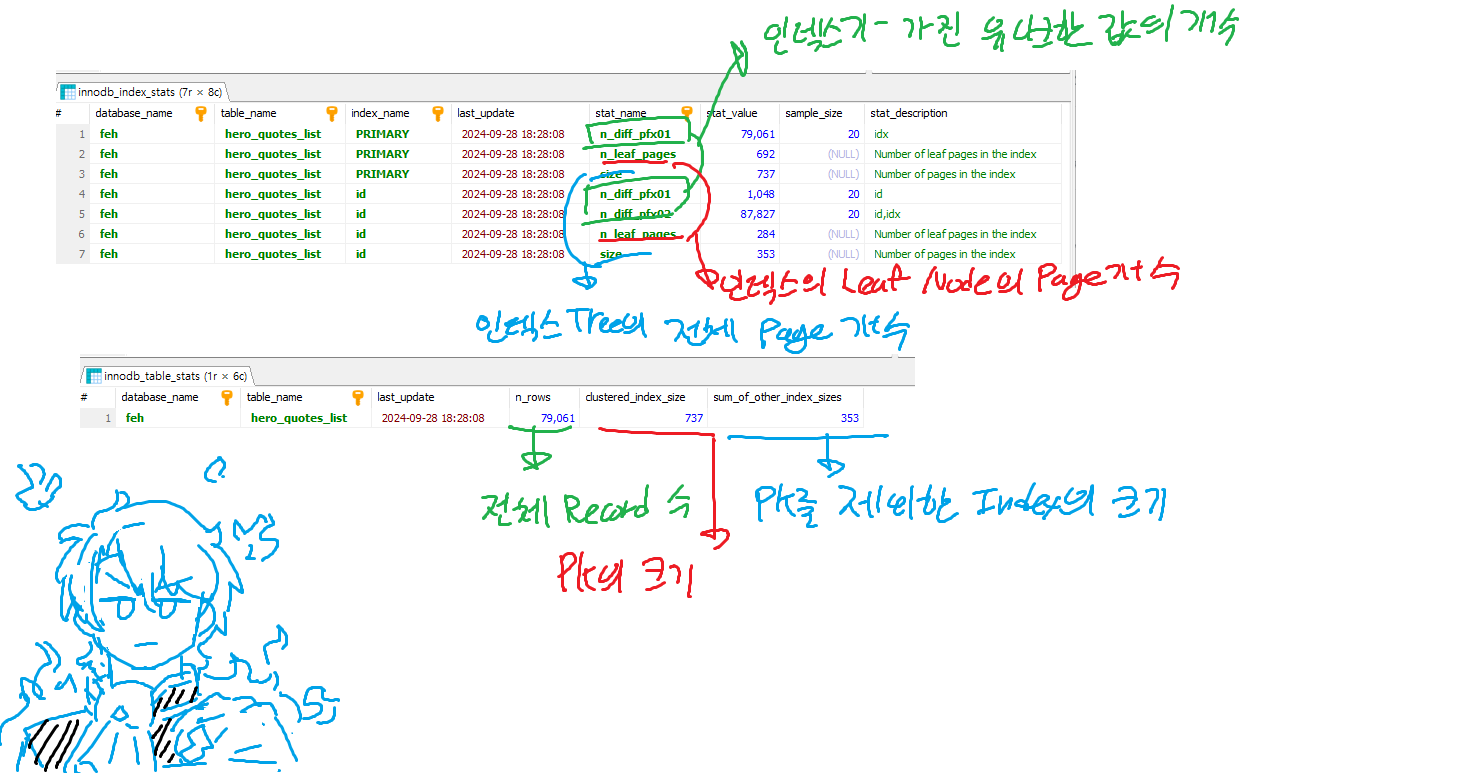 인덱스가 가진 유니크한 값의 개수
innodb_index_stats (7r × 8c)
# database_name table_name index_name last_update stat_name stat_value sample_size stat_description
1 feh hero_quotes_list PRIMARY 2024-09-28 18:28:08 n_diff_pfx01 79,061 20 idx
2 feh hero_quotes_list PRIMARY 2024-09-28 18:28:08 n_leaf_pages 692 (NULL) Number of leaf pages in the index
3 feh hero_quotes_list PRIMARY 2024-09-28 18:28:08 size 737 (NULL) Number of pages in the index
4 feh hero_quotes_list id 2024-09-28 18:28:08 n_diff_pfx01 1,048 20 id
5 feh hero_quotes_list id 2024-09-28 18:28:08 n_diff_pfx02 87,827 20 id,idx
6 feh hero_quotes_list id 2024-09-28 18:28:08 n_leaf_pages 284 (NULL) Number of leaf pages in the index
7 feh hero_quotes_list id 2024-09-28 18:28:08 size 353 (NULL) Number of pages in the index
인덱스의 Leaf Node의 Page 개수
인덱스 Tree의 전체 Page 개수
innodb_table_stats (1r × 6c)
# database_name table_name last_update n_rows clustered_index_size sum_of_other_index_sizes
1 feh hero_quotes_list 2024-09-28 18:28:08 79,061 737 353
전체 Record 수
PK를 제외한 Index의 크기
PK의 크기